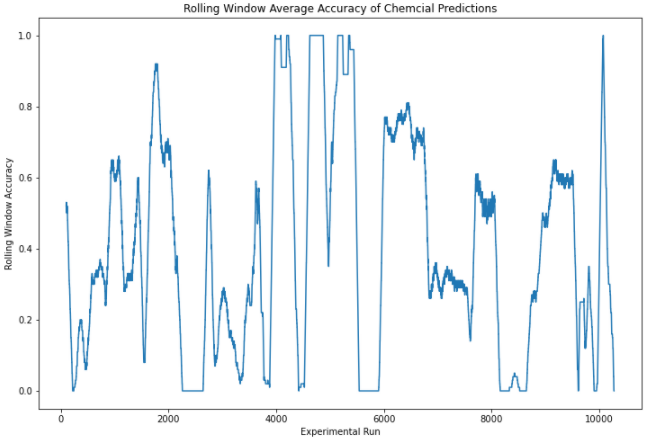 Rolling Window Average Accuracy of Chemcial Predictions
1.0
0.8
0.6
0.4
0.2
0.0
Rolling Window Accuracy
0 2000 4000 6000 8000 10000
Experimental Run